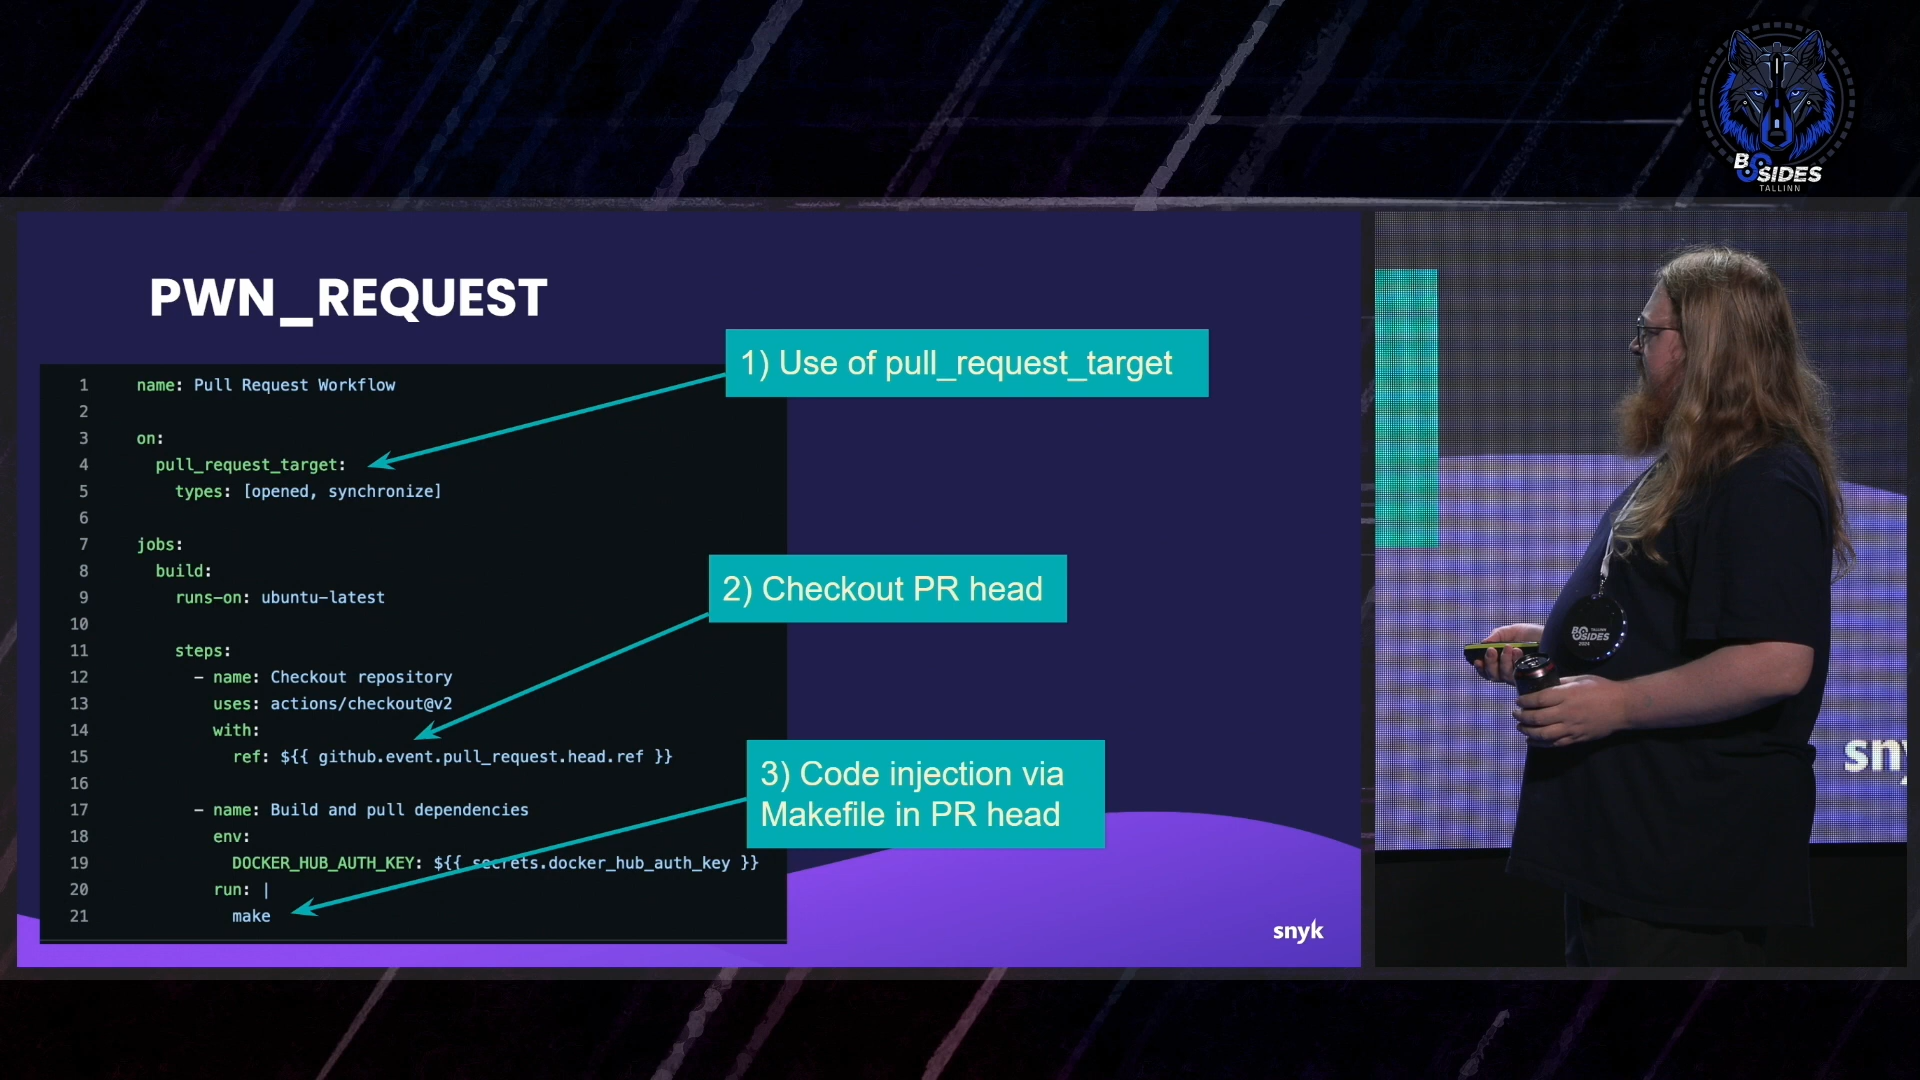 BSIDES
TALLINN
PWN_REQUEST
1) Use of pull_request_target
1 name: Pull Request Workflow
2
3 on:
4 pull_request_target:
5 types: [opened, synchronize]
6
7 jobs:
8 build:
9 runs-on: ubuntu-latest
10
11 steps:
12 - name: Checkout repository
13 uses: actions/checkout@v2
14 with:
15 ref: ${{ github.event.pull_request.head.ref }}
16
17 - name: Build and pull dependencies
18 env:
19 DOCKER_HUB_AUTH_KEY: ${{ secrets.docker_hub_auth_key }}
20 run: |
21 make
2) Checkout PR head
3) Code injection via
Makefile in PR head
snyk
TALLINN
BSIDES
2024
sny